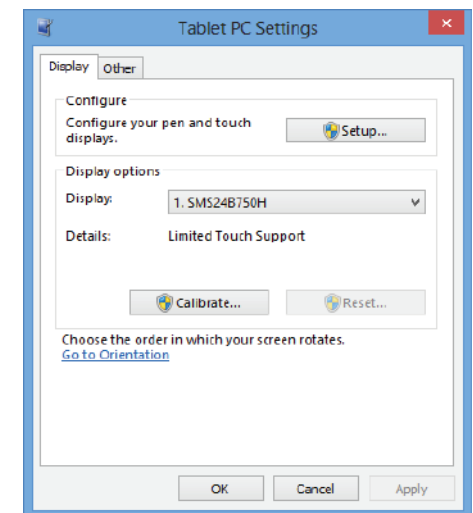 Tablet PC Settings
Display Other
Configure
Configure your pen and touch
displays.
Setup...
Display options
Display:
1. SMS24B750H
Details:
Limited Touch Support
Calibrate...
Reset...
Choose the order in which your screen rotates.
Go to Orientation
OK
Cancel
Apply